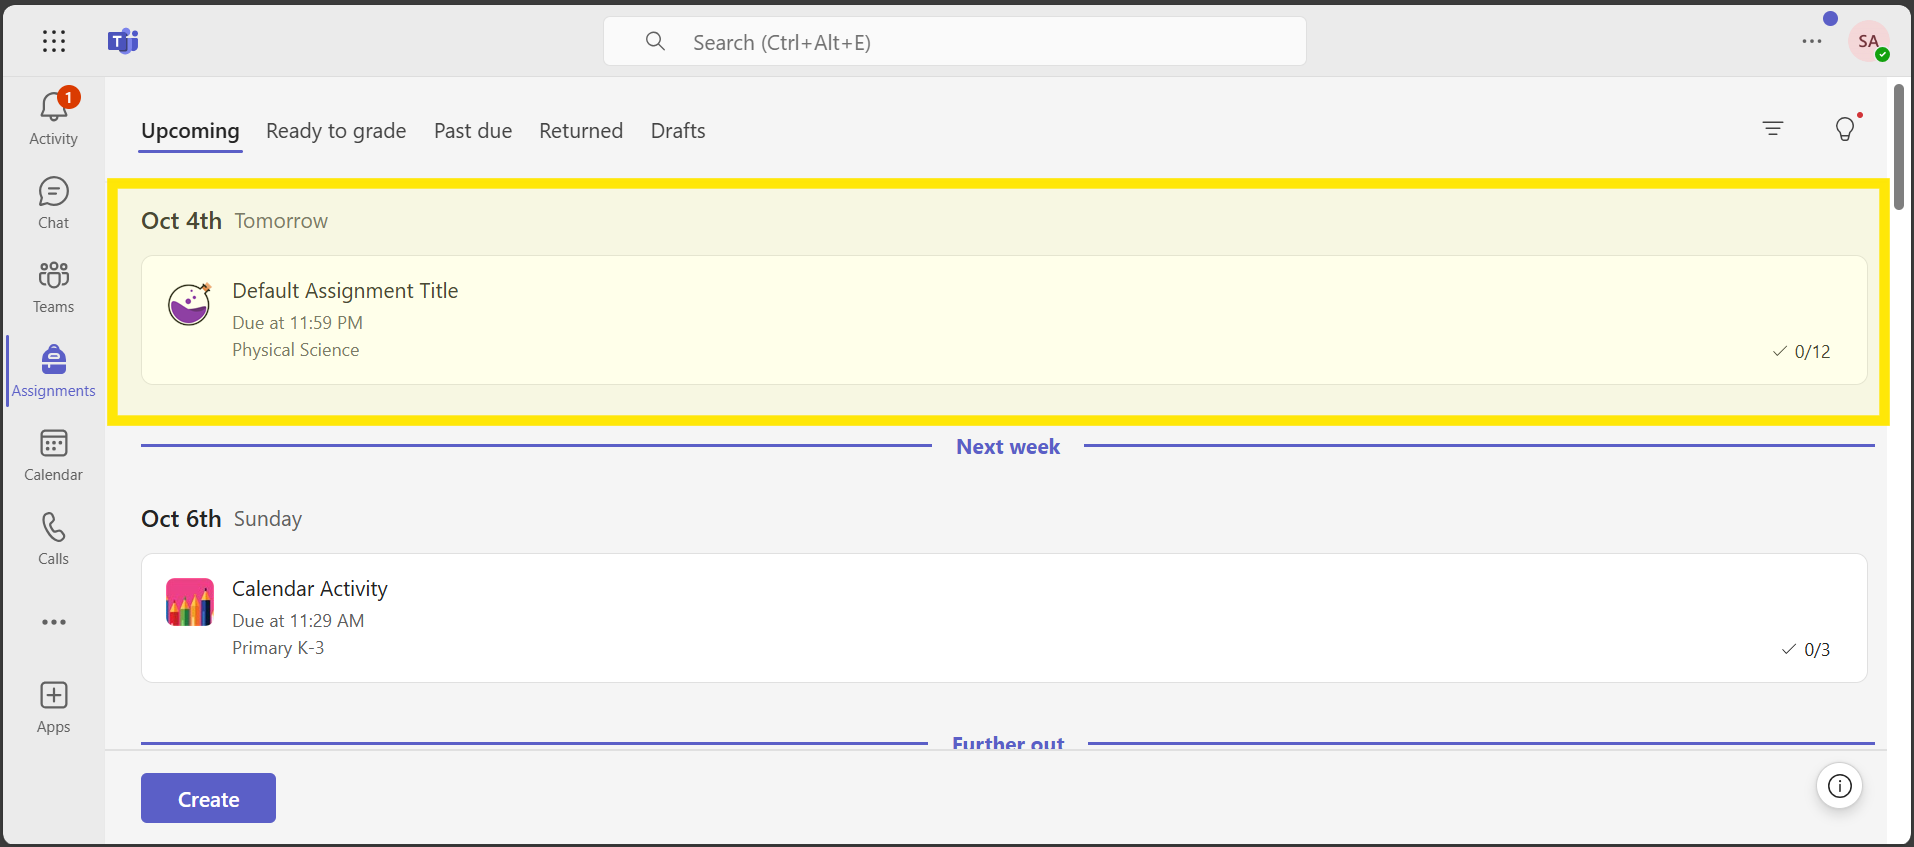 Search (Ctrl+Alt+E)
SA
1
Activity
Chat
Teams
Assignments
Calendar
Calls
Apps
Upcoming Ready to grade Past due Returned Drafts
Oct 4th Tomorrow
Default Assignment Title
Due at 11:59 PM
Physical Science
0/12
Next week
Oct 6th Sunday
Calendar Activity
Due at 11:29 AM
Primary K-3
0/3
Further out
Create